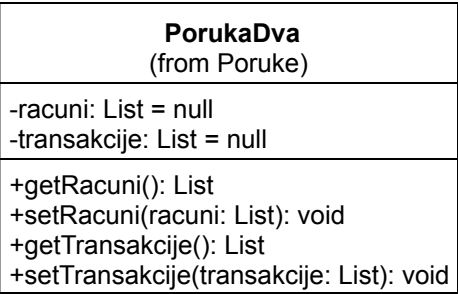 PorukaDva
(from Poruke)
-racuni: List = null
-transakcije: List = null
+getRacuni(): List
+setRacuni(racuni: List): void
+getTransakcije(): List
+setTransakcije(transakcije: List): void